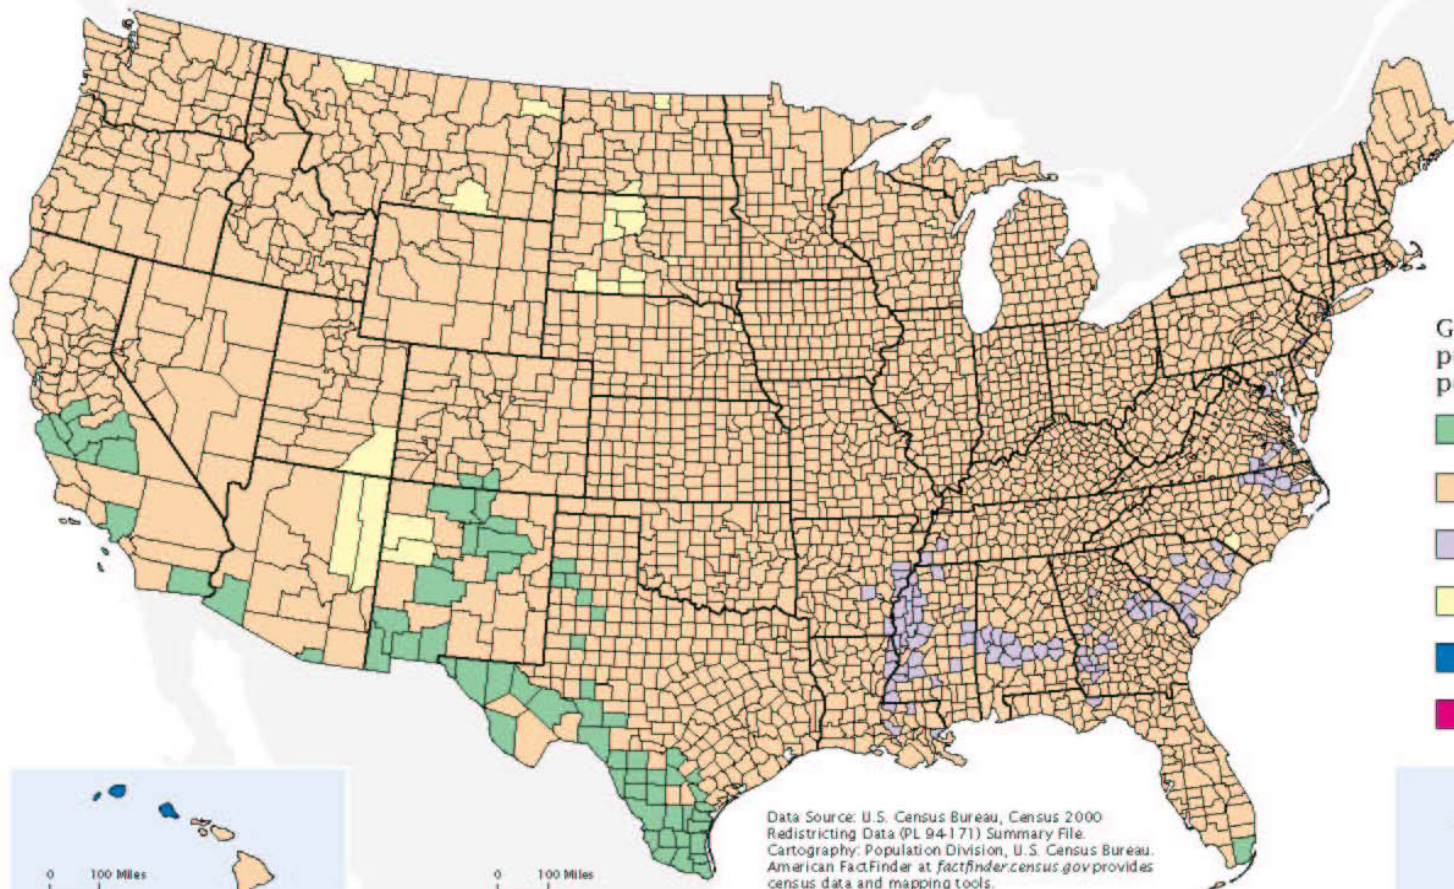 G
p
p
Data Source: U.S. Census Bureau, Census 2000
Redistricting Data (PL 94-171) Summary File.
Cartography: Population Division, U.S. Census Bureau.
American FactFinder at factfinder.census.gov provides
census data and mapping tools.
0 100 Miles
0 100 Miles